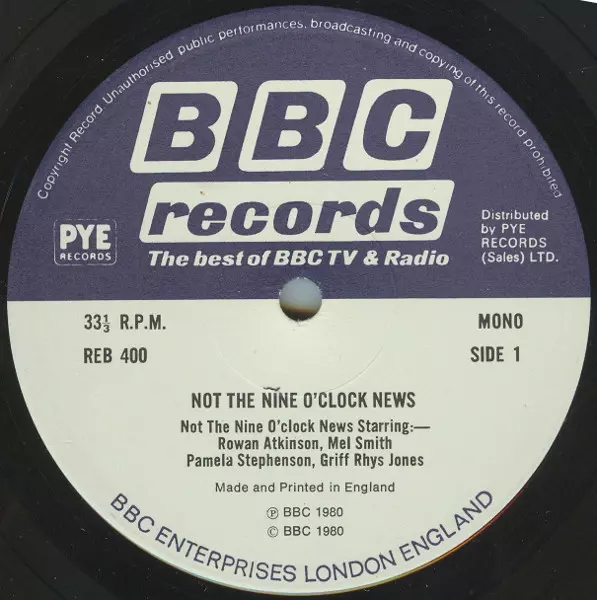 Copyright Record Unauthorised public performances, broadcasting and copying of this record prohibited
BBC
records
The best of BBC TV & Radio
PYE
RECORDS
Distributed
by PYE
RECORDS
(Sales) LTD.
33⅓ R.P.M.
MONO
REB 400
SIDE 1
NOT THE NINE O'CLOCK NEWS
Not The Nine O'clock News Starring:—
Rowan Atkinson, Mel Smith
Pamela Stephenson, Griff Rhys Jones
Made and Printed in England
℗ BBC 1980
© BBC 1980
BBC ENTERPRISES LONDON ENGLAND